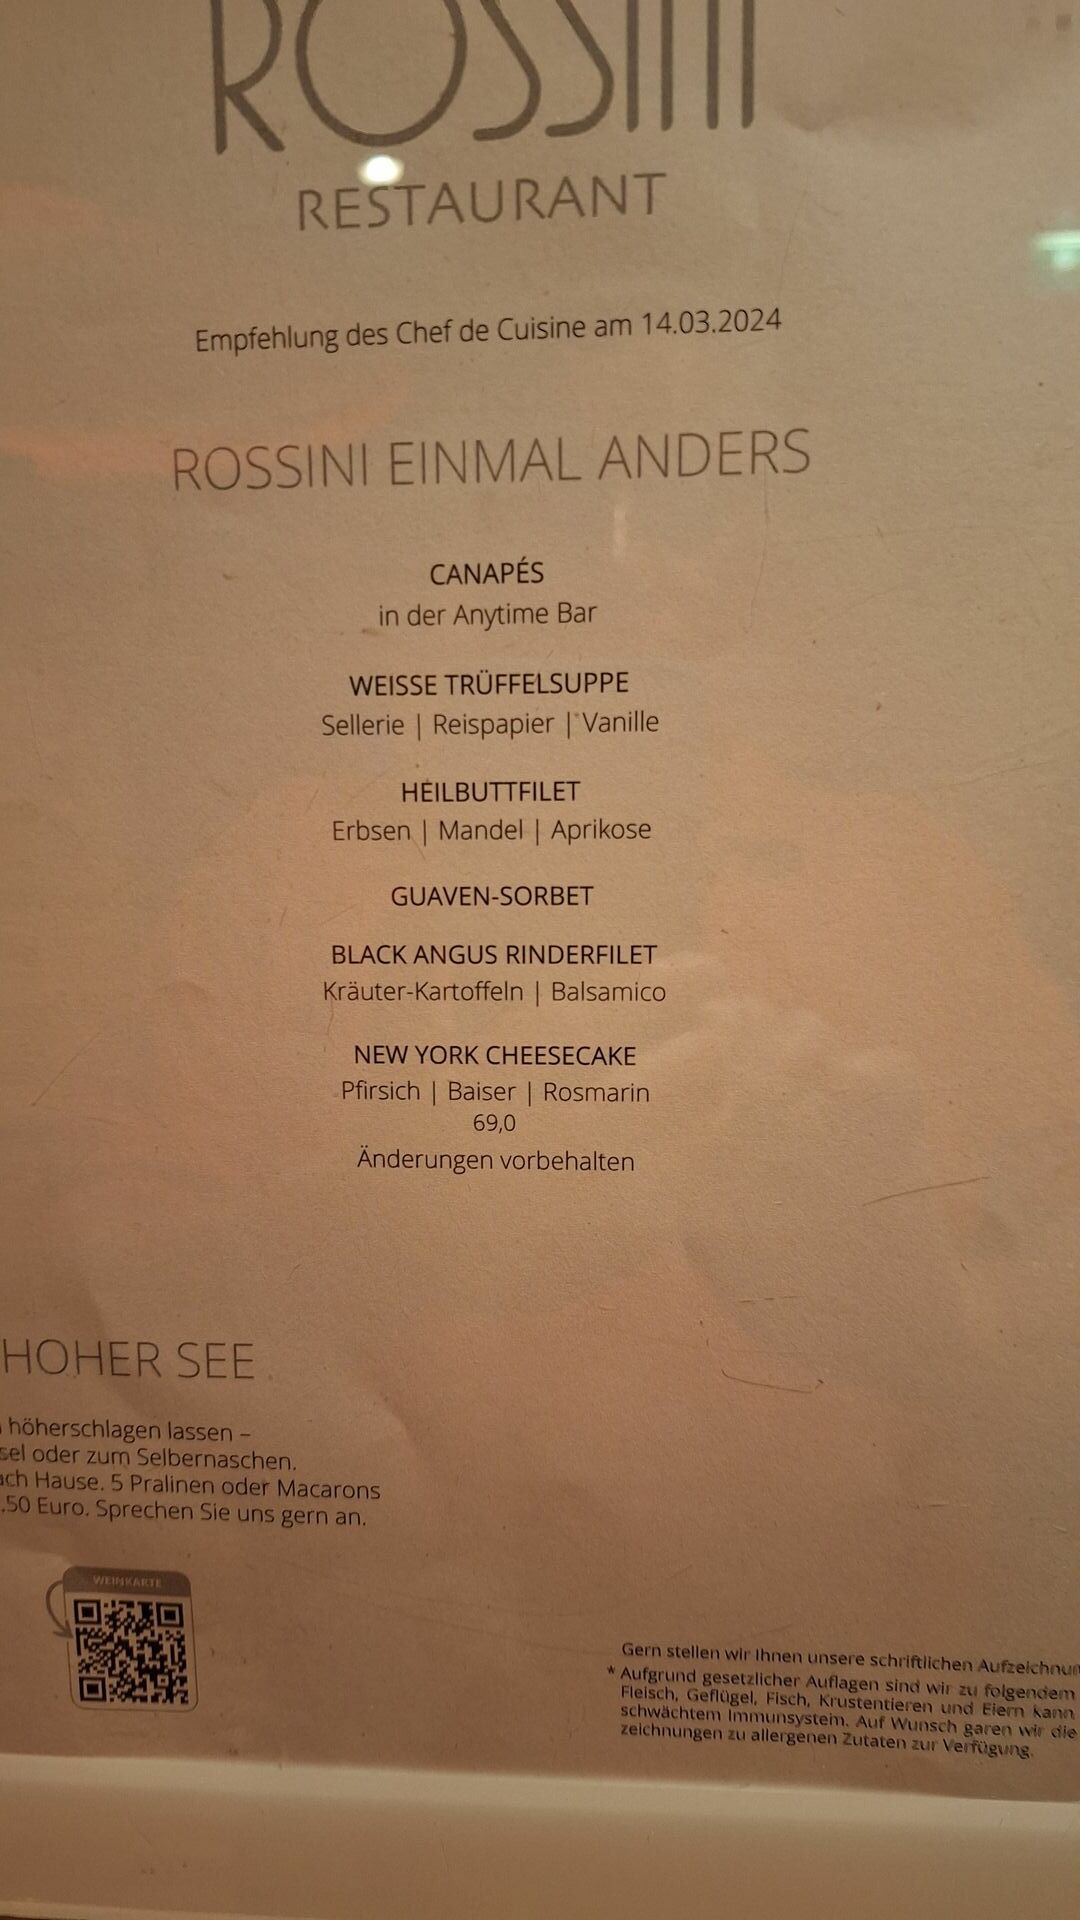 ROSSINI
RESTAURANT
Empfehlung des Chef de Cuisine am 14.03.2024
ROSSINI EINMAL ANDERS
CANAPÉS
in der Anytime Bar
WEISSE TRÜFFELSUPPE
Sellerie | Reispapier | Vanille
HEILBUTTFILET
Erbsen | Mandel | Aprikose
GUAVEN-SORBET
BLACK ANGUS RINDERFILET
Kräuter-Kartoffeln | Balsamico
NEW YORK CHEESECAKE
Pfirsich | Baiser | Rosmarin
69,0
Änderungen vorbehalten
HOHER SEE
höherschlagen lassen –
sel oder zum Selbernaschen.
ach Hause. 5 Pralinen oder Macarons
,50 Euro. Sprechen Sie uns gern an.
WEINKARTE
Gern stellen wir Ihnen unsere schriftlichen Aufzeichnun
* Aufgrund gesetzlicher Auflagen sind wir zu folgendem
Fleisch, Geflügel, Fisch, Krustentieren und Eiern kann
schwächtem Immunsystem. Auf Wunsch garen wir die
zeichnungen zu allergenen Zutaten zur Verfügung.